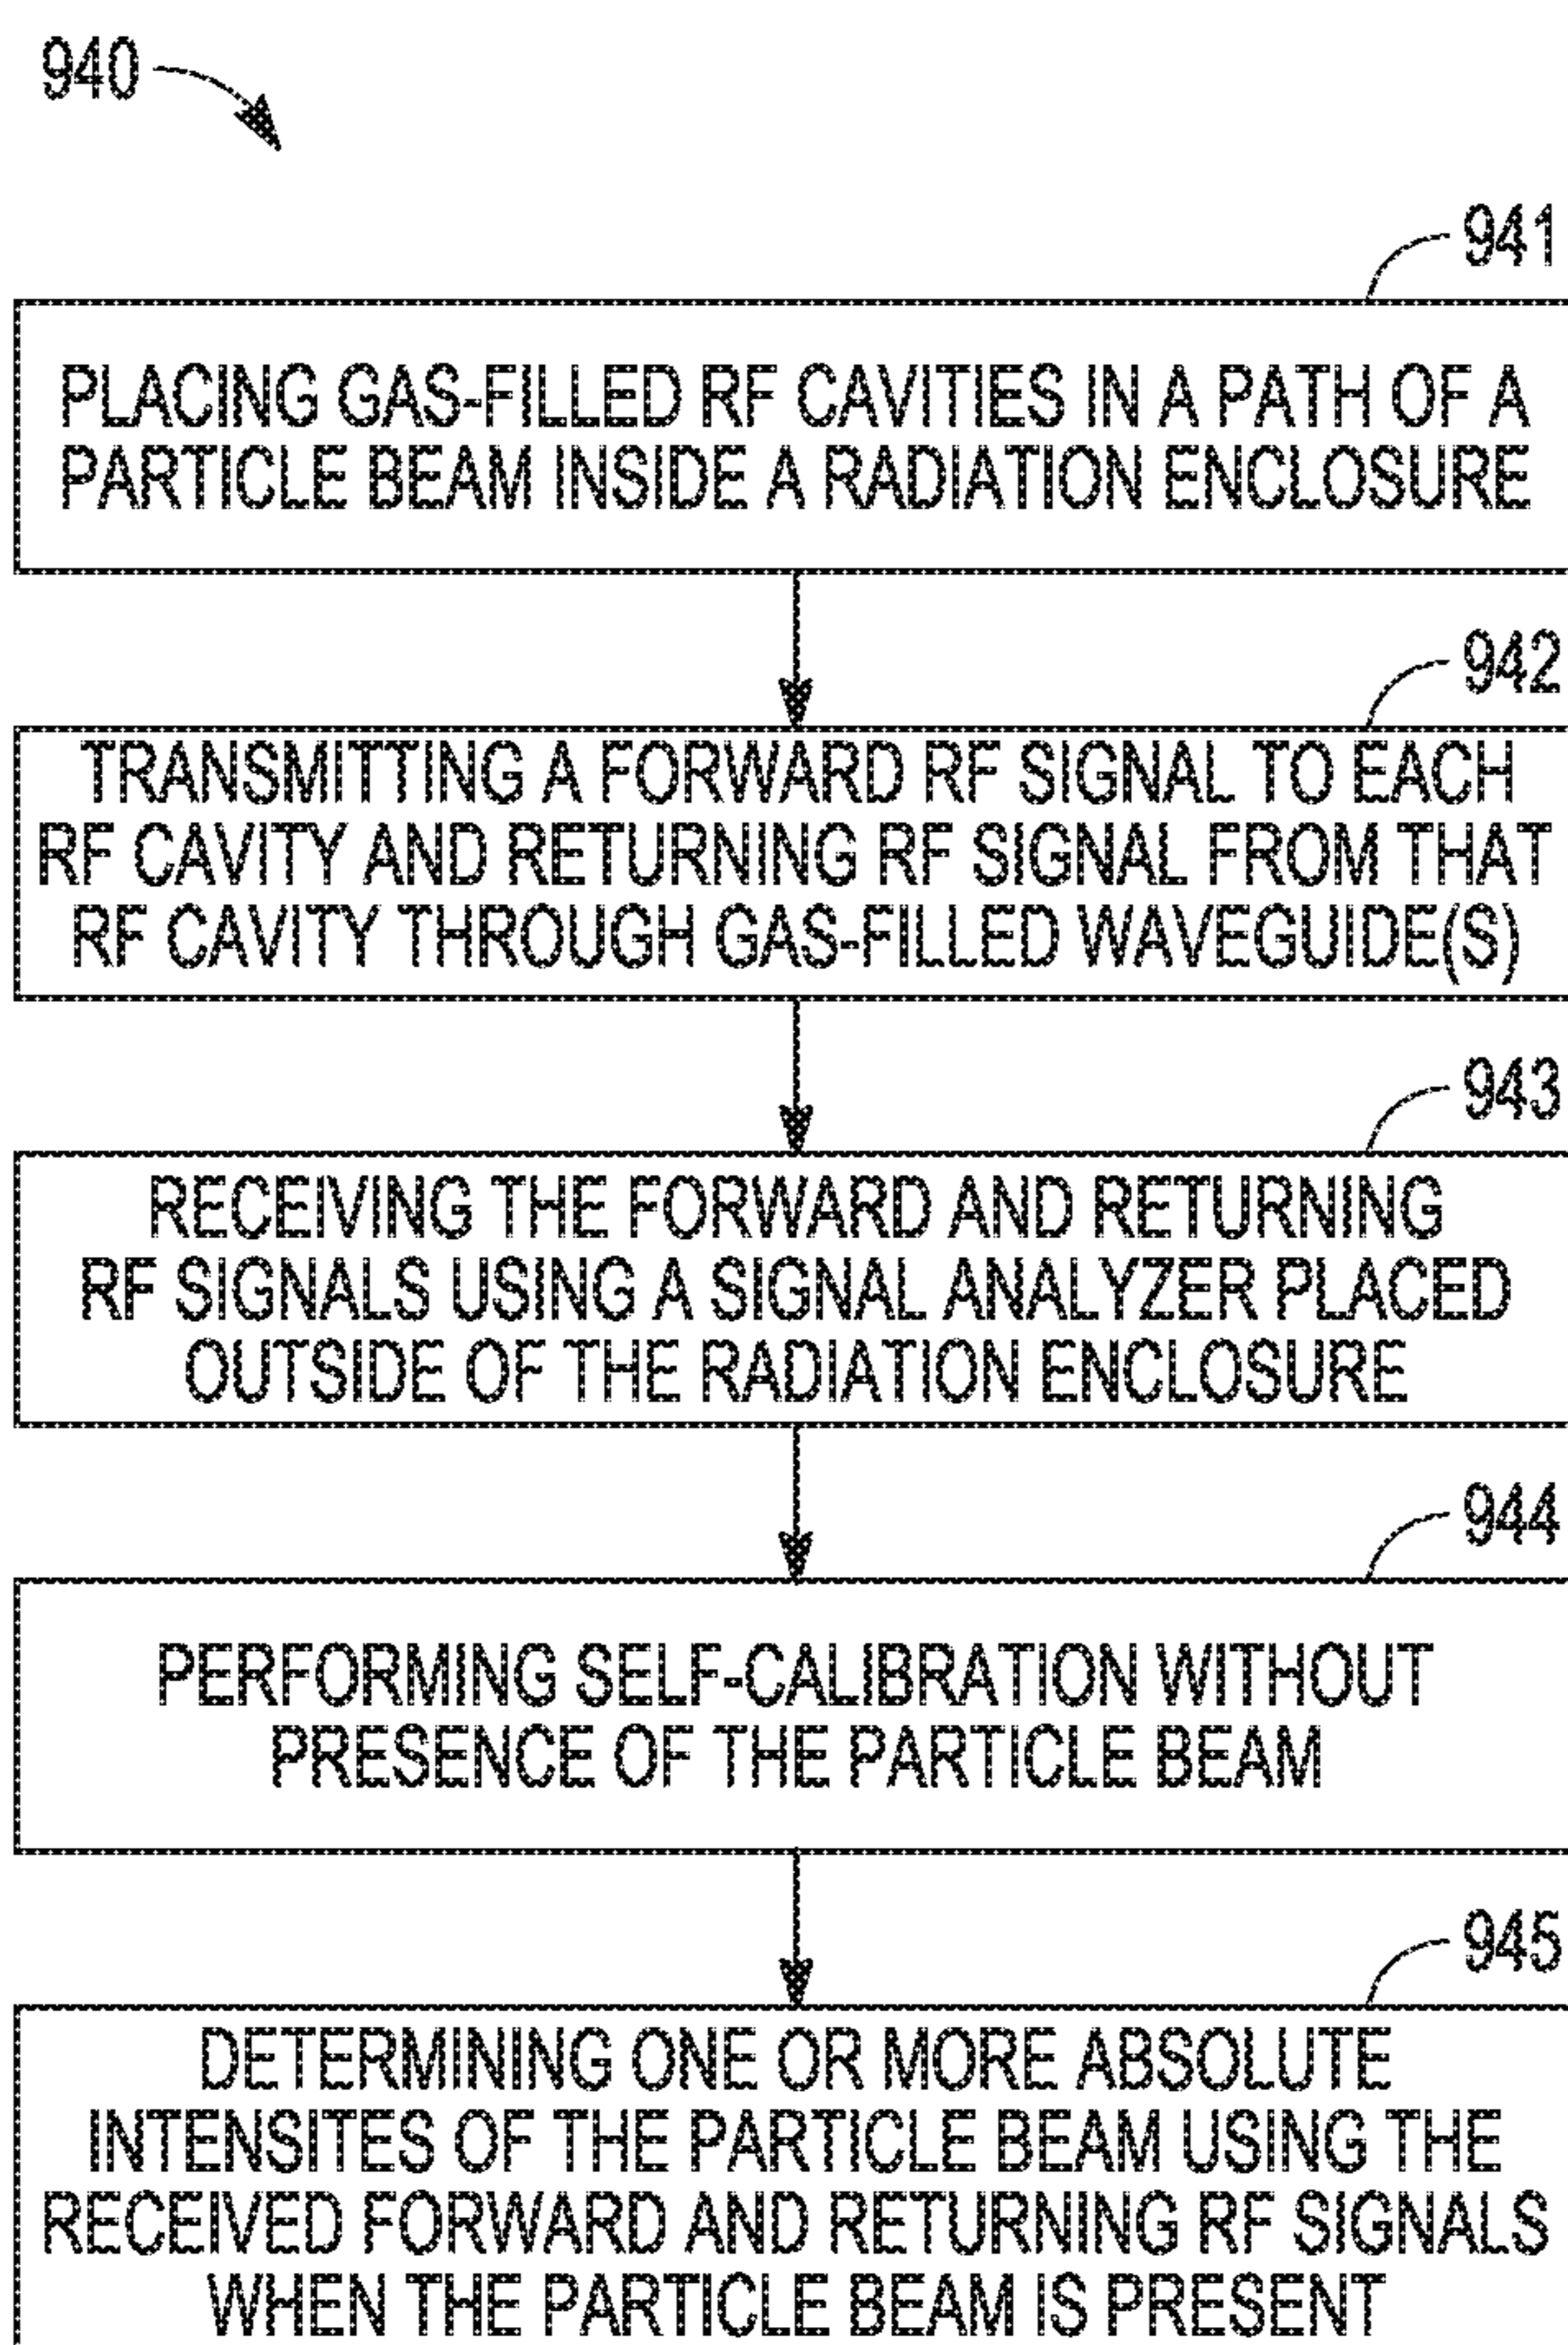 940
941
PLACING GAS-FILLED RF CAVITIES IN A PATH OF A
PARTICLE BEAM INSIDE A RADIATION ENCLOSURE
942
TRANSMITTING A FORWARD RF SIGNAL TO EACH
RF CAVITY AND RETURNING RF SIGNAL FROM THAT
RF CAVITY THROUGH GAS-FILLED WAVEGUIDE(S)
943
RECEIVING THE FORWARD AND RETURNING
RF SIGNALS USING A SIGNAL ANALYZER PLACED
OUTSIDE OF THE RADIATION ENCLOSURE
944
PERFORMING SELF-CALIBRATION WITHOUT
PRESENCE OF THE PARTICLE BEAM
945
DETERMINING ONE OR MORE ABSOLUTE
INTENSITES OF THE PARTICLE BEAM USING THE
RECEIVED FORWARD AND RETURNING RF SIGNALS
WHEN THE PARTICLE BEAM IS PRESENT